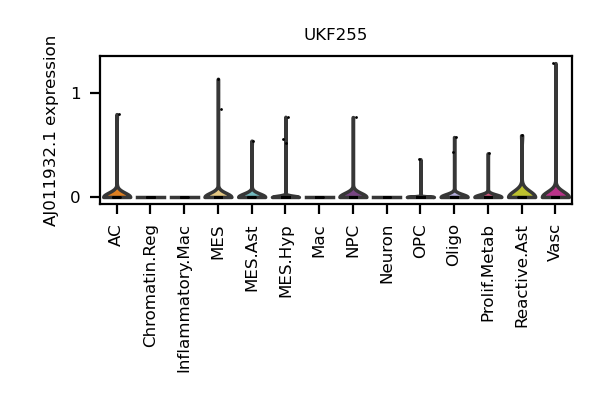 UKF255
AJ011932.1 expression
1
0
AC
Chromatin.Reg
Inflammatory.Mac
MES
MES.Ast
MES.Hyp
Mac
NPC
Neuron
OPC
Oligo
Prolif.Metab
Reactive.Ast
Vasc